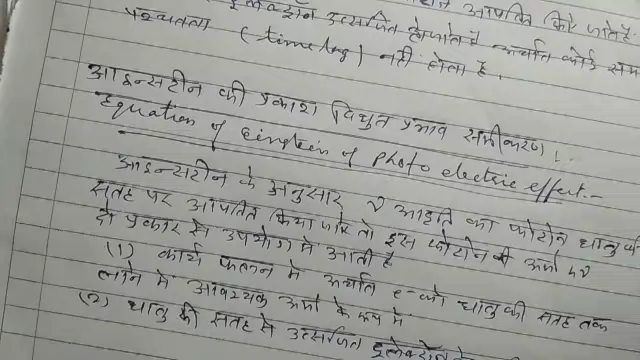 इलेक्ट्रॉन उत्सर्जित हो जाते है अर्थात कोई समय
पश्चतता (time lag) नहीं होता है।
आइन्सटीन की प्रकाश विधुत प्रभाव समीकरण।
Equation of Einstein of photo electric effect.-
आइन्सटीन के अनुसार ν आवृति का फोटोन धातु की
सतह पर आपतित किया जाये तो इस फोटोन की ऊर्जा hν
दो प्रकार से उपयोग में आती है
(1) कार्य फलन में अर्थात e- को धातु की सतह तक
लाने में आवश्यक ऊर्जा के रूप में
(2) धातु की सतह से उत्सर्जित इलेक्ट्रॉन